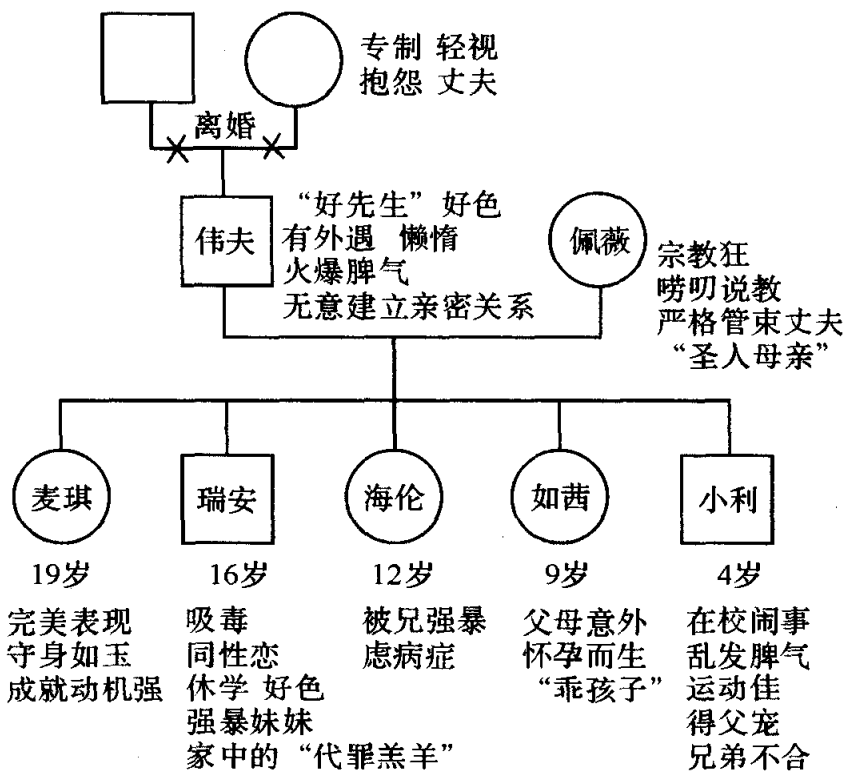 专制 轻视
抱怨 丈夫
离婚
伟夫
“好先生”好色
有外遇 懒惰
火爆脾气
无意建立亲密关系
佩薇
宗教狂
唠叨说教
严格管束丈夫
“圣人母亲”
麦琪
瑞安
海伦
如茜
小利
19岁
16岁
12岁
9岁
4岁
完美表现
守身如玉
成就动机强
吸毒
同性恋
休学 好色
强暴妹妹
家中的“代罪羔羊”
被兄强暴
虑病症
父母意外
怀孕而生
“乖孩子”
在校闹事
乱发脾气
运动佳
得父宠
兄弟不合